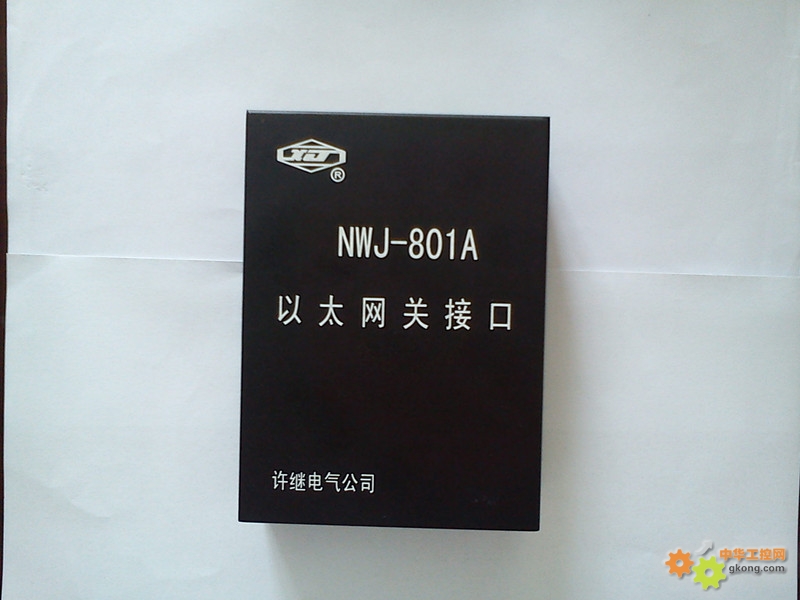 XJ
®
NWJ-801A
以太网关接口
许继电气公司
中华工控网
gkong.com